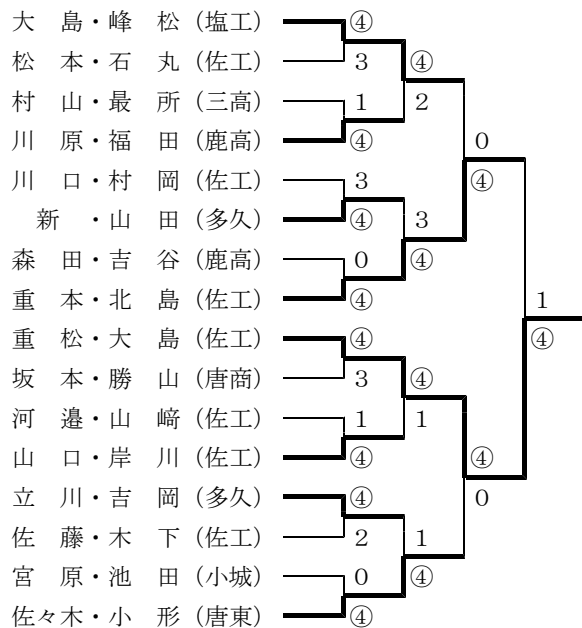 大　島・峰　松（塩工） ④
松　本・石　丸（佐工） 3 ④
村　山・最　所（三高） 1 2
川　原・福　田（鹿高） ④ 0
川　口・村　岡（佐工） 3 ④
新　・山　田（多久） ④ 3
森　田・吉　谷（鹿高） 0 ④
重　本・北　島（佐工） ④ 1
重　松・大　島（佐工） ④ ④
坂　本・勝　山（唐商） 3 ④
河　邉・山　﨑（佐工） 1 1
山　口・岸　川（佐工） ④ ④
立　川・吉　岡（多久） ④ 0
佐　藤・木　下（佐工） 2 1
宮　原・池　田（小城） 0 ④
佐々木・小　形（唐東） ④